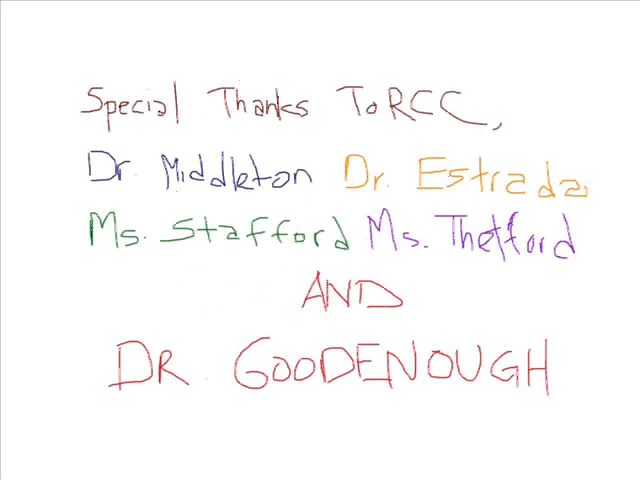 Special Thanks To RCC,
Dr. Middleton Dr. Estrada,
Ms. Stafford Ms. Thetford
AND
DR GOODENOUGH